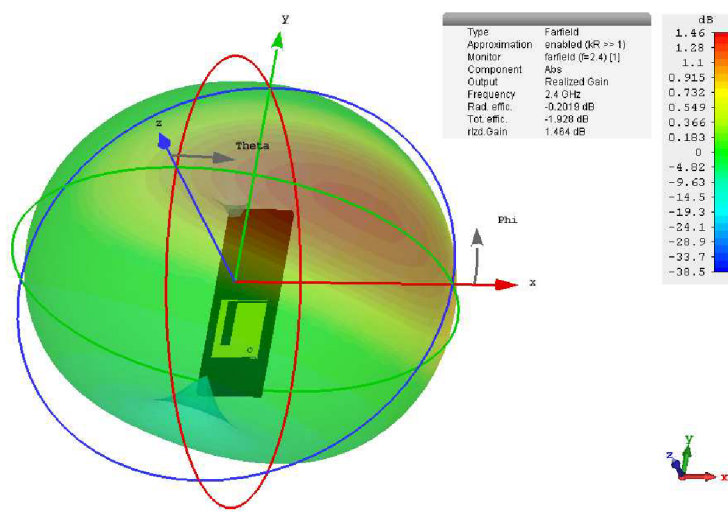 y
z
Theta
Phi
x
Type Farfield
Approximation enabled (kR >> 1)
Monitor farfield (f=2.4) [1]
Component Abs
Output Realized Gain
Frequency 2.4 GHz
Rad. effic. -0.2019 dB
Tot. effic. -1.928 dB
rlzd.Gain 1.464 dB
dB
1.46
1.28
1.1
0.915
0.732
0.549
0.366
0.183
0
-4.82
-9.63
-14.5
-19.3
-24.1
-28.9
-33.7
-38.5
y
z
x